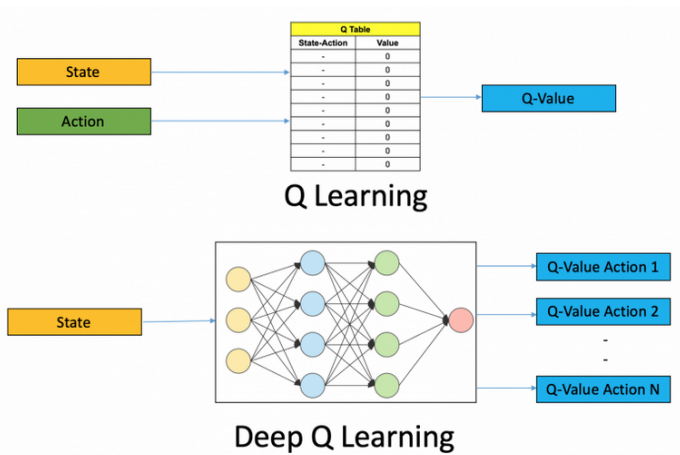 Q Table
State-Action Value
- 0
- 0
- 0
- 0
- 0
- 0
- 0
- 0
- 0
State
Action
Q-Value
Q Learning
State
Q-Value Action 1
Q-Value Action 2
-
-
Q-Value Action N
Deep Q Learning